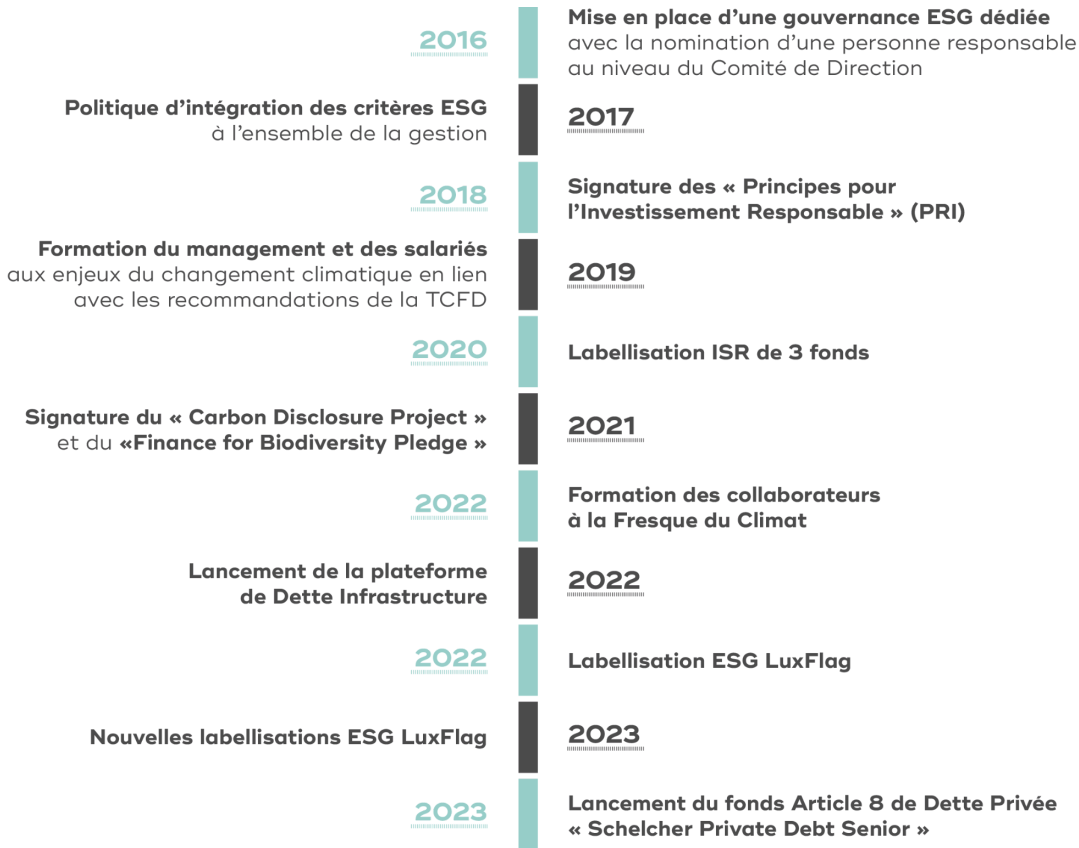 2016
Mise en place d’une gouvernance ESG dédiée
avec la nomination d’une personne responsable
au niveau du Comité de Direction
Politique d’intégration des critères ESG
à l’ensemble de la gestion
2017
2018
Signature des « Principes pour
l’Investissement Responsable » (PRI)
Formation du management et des salariés
aux enjeux du changement climatique en lien
avec les recommandations de la TCFD
2019
2020
Labellisation ISR de 3 fonds
Signature du « Carbon Disclosure Project »
et du «Finance for Biodiversity Pledge »
2021
2022
Formation des collaborateurs
à la Fresque du Climat
Lancement de la plateforme
de Dette Infrastructure
2022
2022
Labellisation ESG LuxFlag
Nouvelles labellisations ESG LuxFlag
2023
2023
Lancement du fonds Article 8 de Dette Privée
« Schelcher Private Debt Senior »